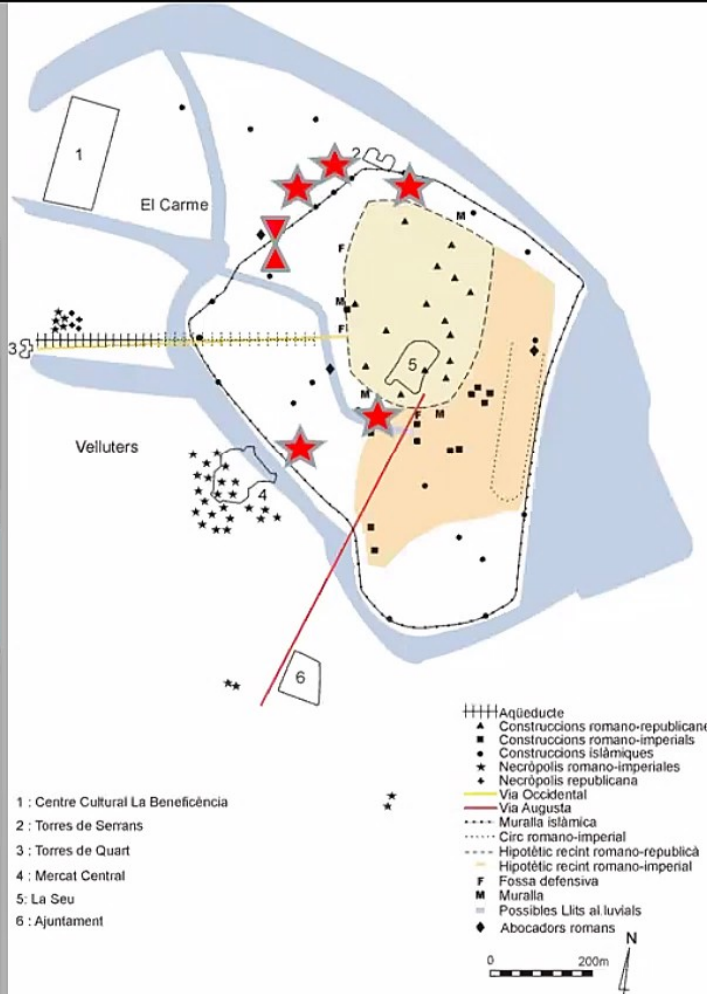 1
2
El Carme
M
F
M
F
3
5
M
F
M
Velluters
4
6
Aqüeducte
Construccions romano-republicane
Construccions romano-imperials
Construccions islàmiques
Necròpolis romano-imperiales
Necròpolis republicana
Via Occidental
Via Augusta
Muralla islàmica
Circ romano-imperial
Hipotètic recint romano-republicà
Hipotètic recint romano-imperial
F Fossa defensiva
M Muralla
Possibles Llits al.luvials
Abocadors romans
1 : Centre Cultural La Beneficència
2 : Torres de Serrans
3 : Torres de Quart
4 : Mercat Central
5: La Seu
6 : Ajuntament
N
0 200m